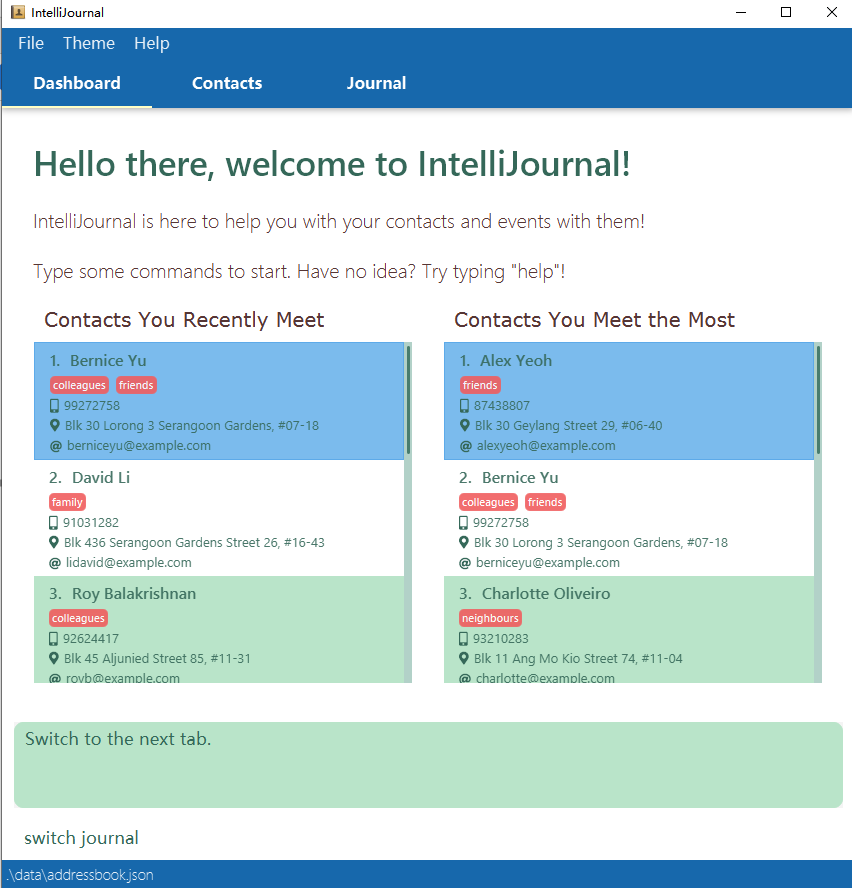 IntelliJournal
File Theme Help
Dashboard Contacts Journal
Hello there, welcome to IntelliJournal!
IntelliJournal is here to help you with your contacts and events with them!
Type some commands to start. Have no idea? Try typing "help"!
Contacts You Recently Meet
1. Bernice Yu
colleagues friends
99272758
Blk 30 Lorong 3 Serangoon Gardens, #07-18
@ berniceyu@example.com
2. David Li
family
91031282
Blk 436 Serangoon Gardens Street 26, #16-43
@ lidavid@example.com
3. Roy Balakrishnan
colleagues
92624417
Blk 45 Aljunied Street 85, #11-31
@ royb@example.com
Contacts You Meet the Most
1. Alex Yeoh
friends
87438807
Blk 30 Geylang Street 29, #06-40
@ alexyeoh@example.com
2. Bernice Yu
colleagues friends
99272758
Blk 30 Lorong 3 Serangoon Gardens, #07-18
@ berniceyu@example.com
3. Charlotte Oliveiro
neighbours
93210283
Blk 11 Ang Mo Kio Street 74, #11-04
@ charlotte@example.com
Switch to the next tab.
switch journal
.\data\addressbook.json